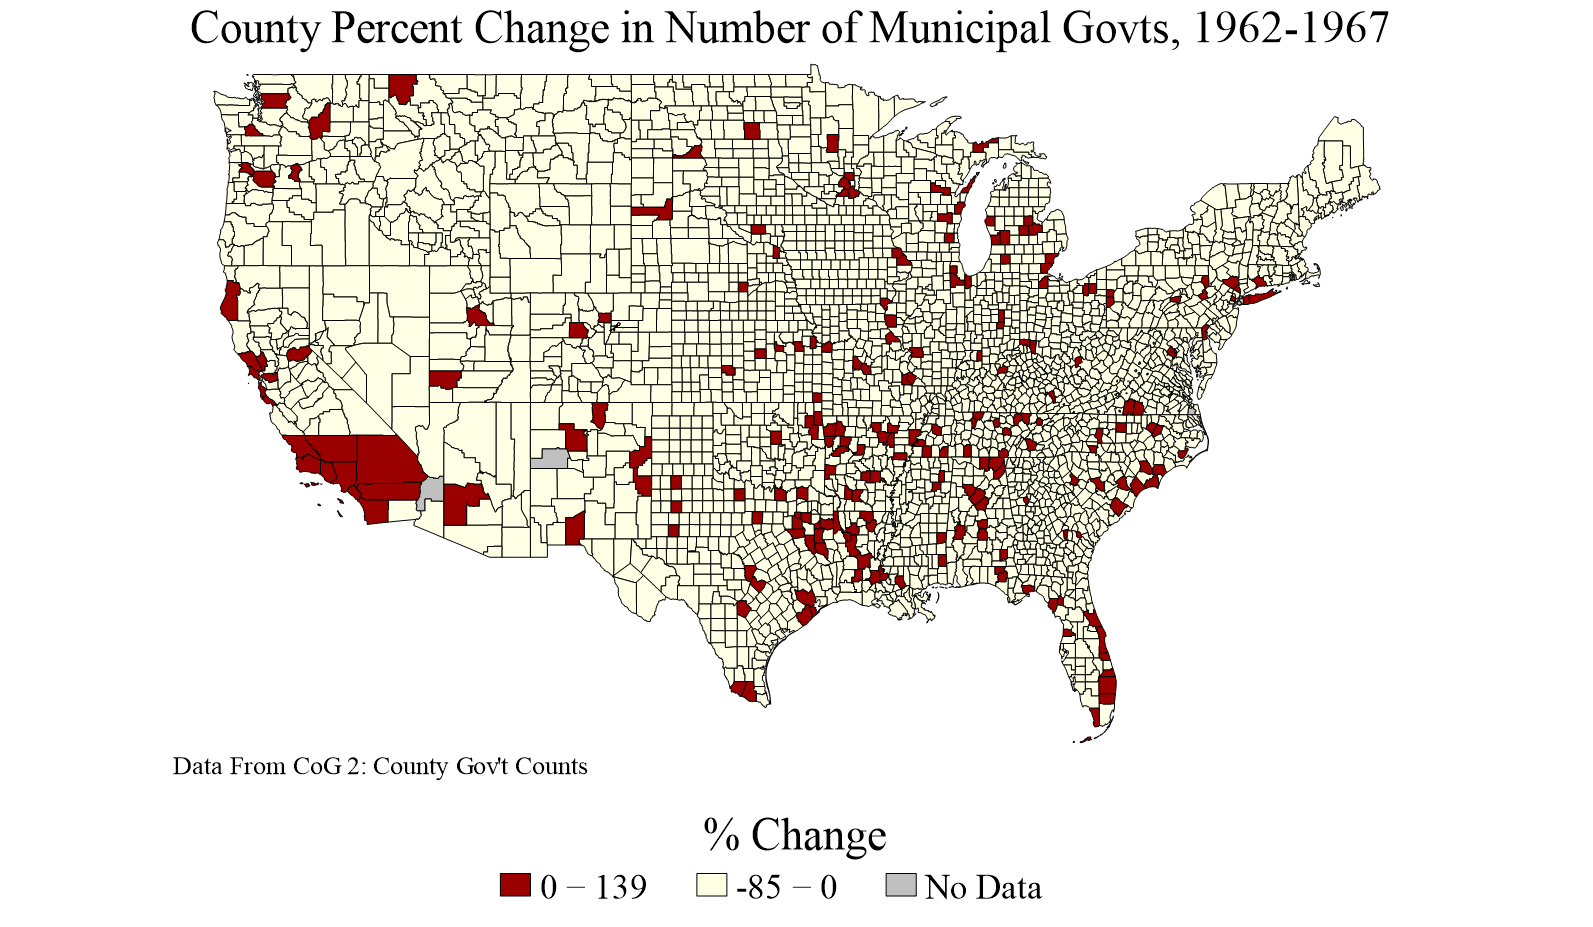 County Percent Change in Number of Municipal Govts, 1962-1967
Data From CoG 2: County Gov't Counts
% Change
0 − 139 -85 − 0 No Data